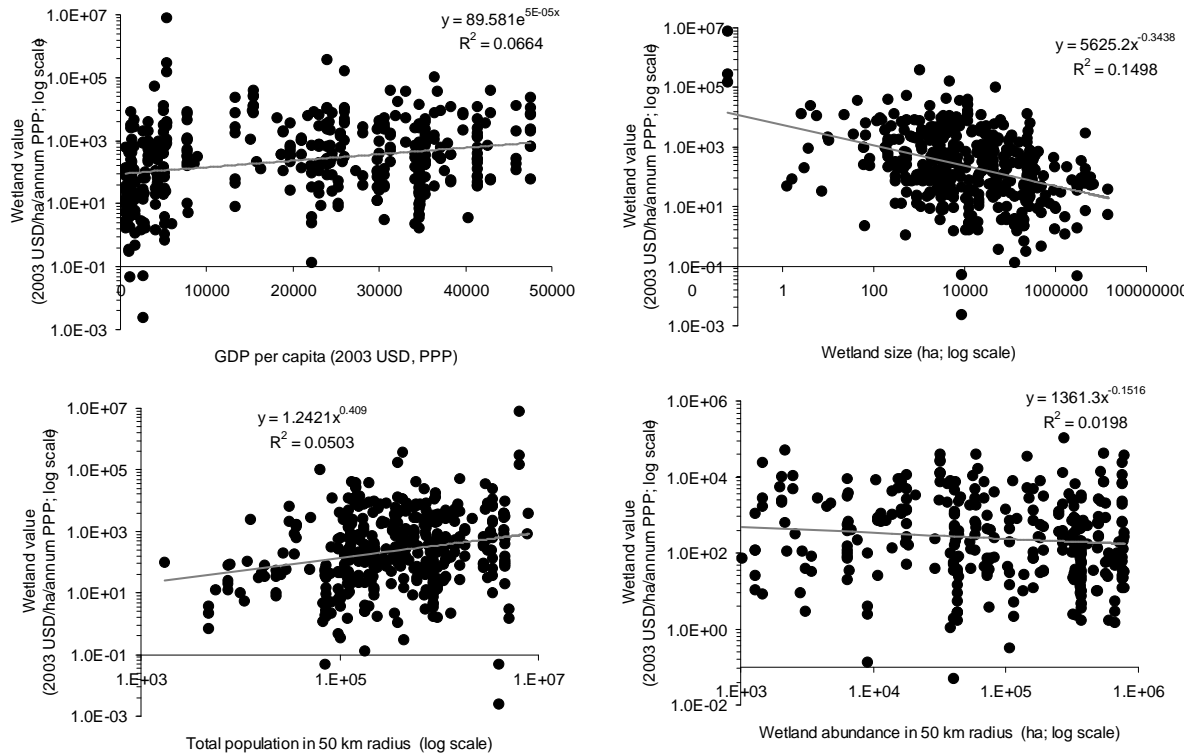 y = 89.581e^5E-05x
R^2 = 0.0664
Wetland value
(2003 USD/ha/annum PPP; log scale)
1.0E+07
1.0E+05
1.0E+03
1.0E+01
1.0E-01
1.0E-03
0
10000
20000
30000
40000
50000
GDP per capita (2003 USD, PPP)
y = 5625.2x^-0.3438
R^2 = 0.1498
Wetland value
(2003 USD/ha/annum PPP; log scale)
1.0E+07
1.0E+05
1.0E+03
1.0E+01
1.0E-01
1.0E-03
0
1
100
10000
1000000
100000000
Wetland size (ha; log scale)
y = 1.2421x^0.409
R^2 = 0.0503
Wetland value
(2003 USD/ha/annum PPP; log scale)
1.0E+07
1.0E+05
1.0E+03
1.0E+01
1.0E-01
1.0E-03
1.E+03
1.E+05
1.E+07
Total population in 50 km radius (log scale)
y = 1361.3x^-0.1516
R^2 = 0.0198
Wetland value
(2003 USD/ha/annum PPP; log scale)
1.0E+06
1.0E+04
1.0E+02
1.0E+00
1.0E-02
1.E+03
1.E+04
1.E+05
1.E+06
Wetland abundance in 50 km radius (ha; log scale)